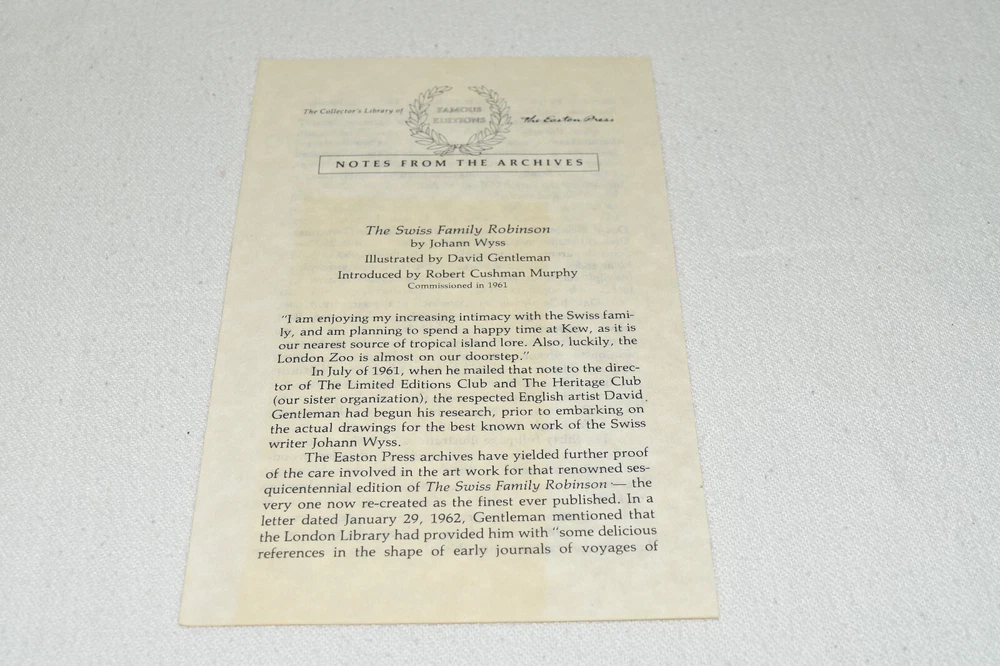 The Collector's Library of
FAMOUS
EDITIONS
The Easton Press
NOTES FROM THE ARCHIVES
The Swiss Family Robinson
by Johann Wyss
Illustrated by David Gentleman
Introduced by Robert Cushman Murphy
Commissioned in 1961
"I am enjoying my increasing intimacy with the Swiss fami-
ly, and am planning to spend a happy time at Kew, as it is
our nearest source of tropical island lore. Also, luckily, the
London Zoo is almost on our doorstep."
In July of 1961, when he mailed that note to the direc-
tor of The Limited Editions Club and The Heritage Club
(our sister organization), the respected English artist David
Gentleman had begun his research, prior to embarking on
the actual drawings for the best known work of the Swiss
writer Johann Wyss.
The Easton Press archives have yielded further proof
of the care involved in the art work for that renowned ses-
quicentennial edition of The Swiss Family Robinson — the
very one now re-created as the finest ever published. In a
letter dated January 29, 1962, Gentleman mentioned that
the London Library had provided him with "some delicious
references in the shape of early journals of voyages of